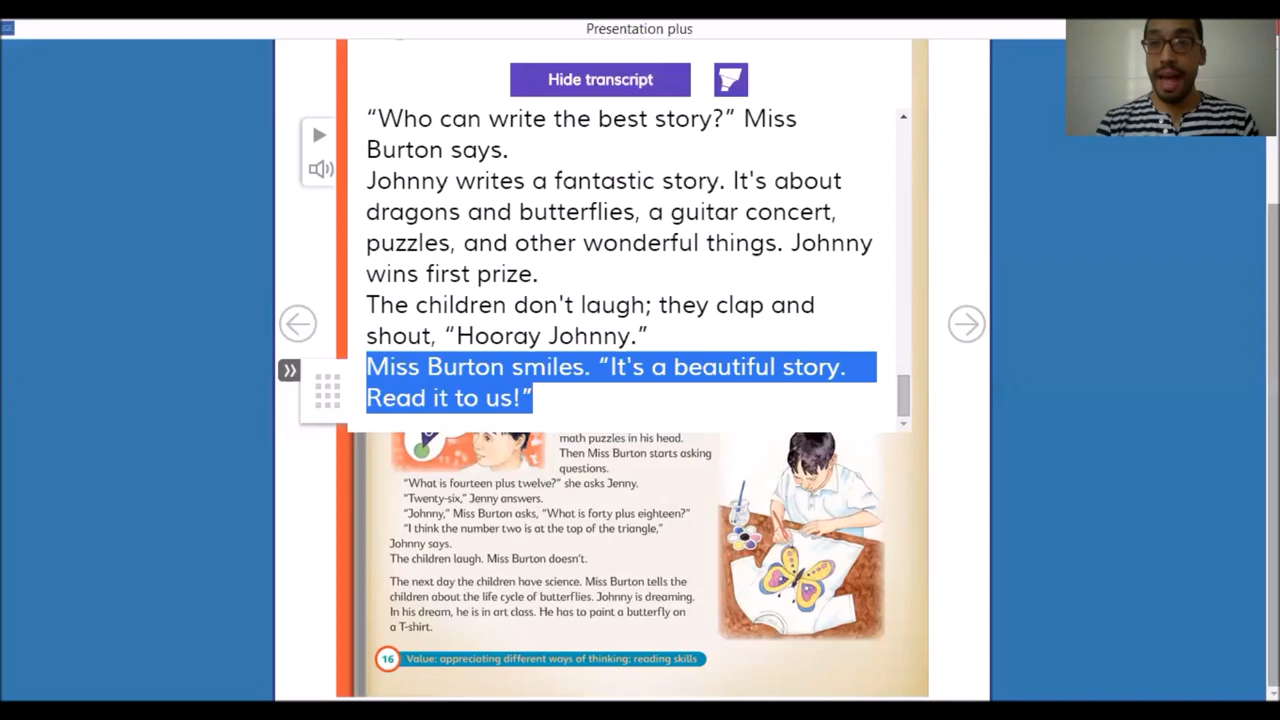 Presentation plus
Hide transcript
“Who can write the best story?” Miss
Burton says.
Johnny writes a fantastic story. It's about
dragons and butterflies, a guitar concert,
puzzles, and other wonderful things. Johnny
wins first prize.
The children don't laugh; they clap and
shout, “Hooray Johnny.”
Miss Burton smiles. “It's a beautiful story.
Read it to us!”
math puzzles in his head.
Then Miss Burton starts asking
questions.
“What is fourteen plus twelve?” she asks Jenny.
“Twenty-six,” Jenny answers.
“Johnny,” Miss Burton asks, “What is forty plus eighteen?”
“I think the number two is at the top of the triangle,”
Johnny says.
The children laugh. Miss Burton doesn't.
The next day the children have science. Miss Burton tells the
children about the life cycle of butterflies. Johnny is dreaming.
In his dream, he is in art class. He has to paint a butterfly on
a T-shirt.
16 Value: appreciating different ways of thinking; reading skills